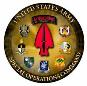 UNITED STATES ARMY
SPECIAL OPERATIONS COMMAND